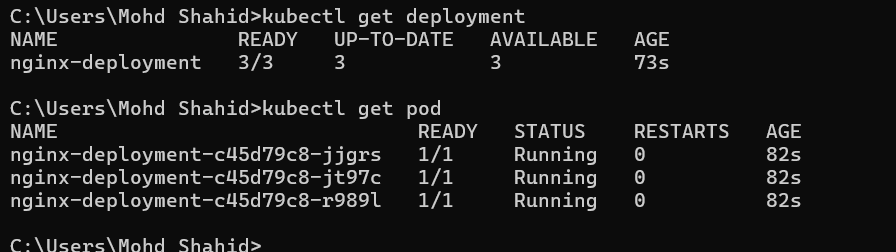 C:\Users\Mohd Shahid>kubectl get deployment
NAME READY UP-TO-DATE AVAILABLE AGE
nginx-deployment 3/3 3 3 73s
C:\Users\Mohd Shahid>kubectl get pod
NAME READY STATUS RESTARTS AGE
nginx-deployment-c45d79c8-jjgrs 1/1 Running 0 82s
nginx-deployment-c45d79c8-jt97c 1/1 Running 0 82s
nginx-deployment-c45d79c8-r989l 1/1 Running 0 82s
C:\Users\Mohd Shahid>